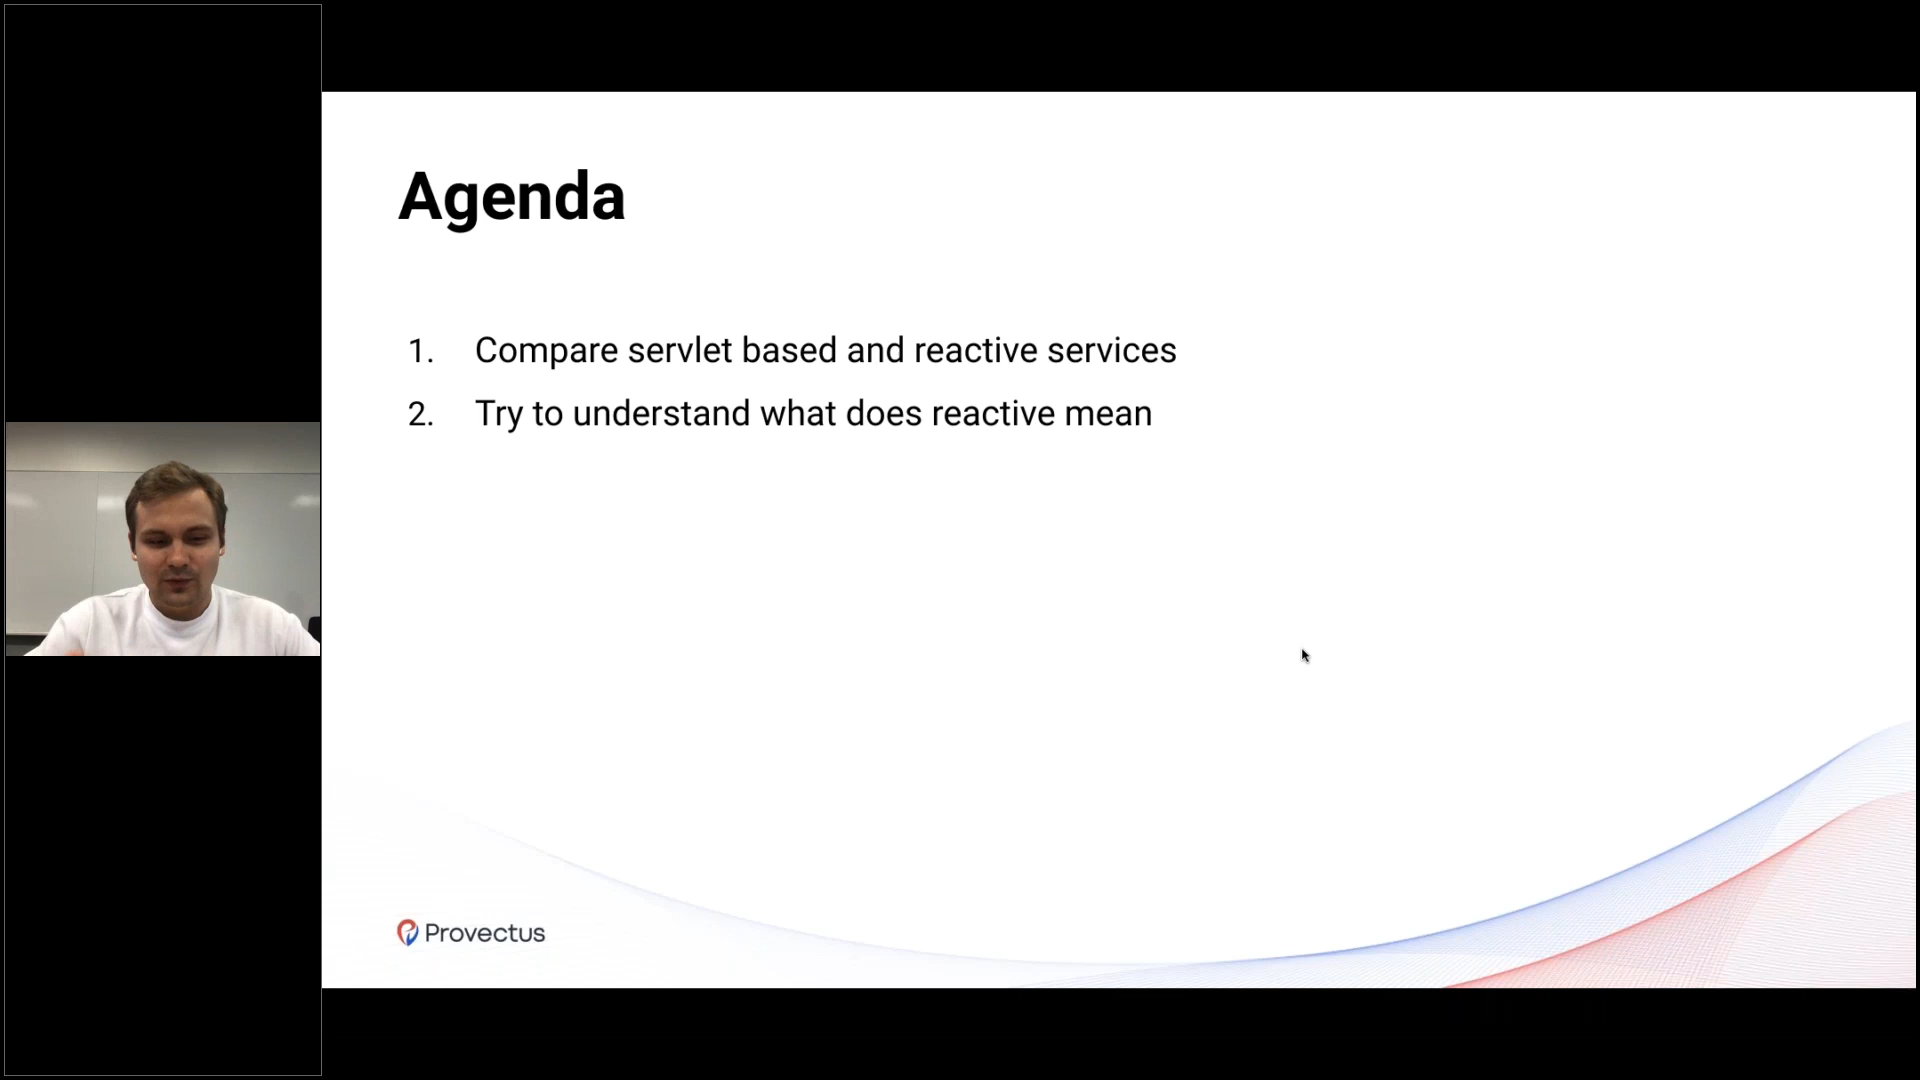 Agenda
1. Compare servlet based and reactive services
2. Try to understand what does reactive mean
Provectus